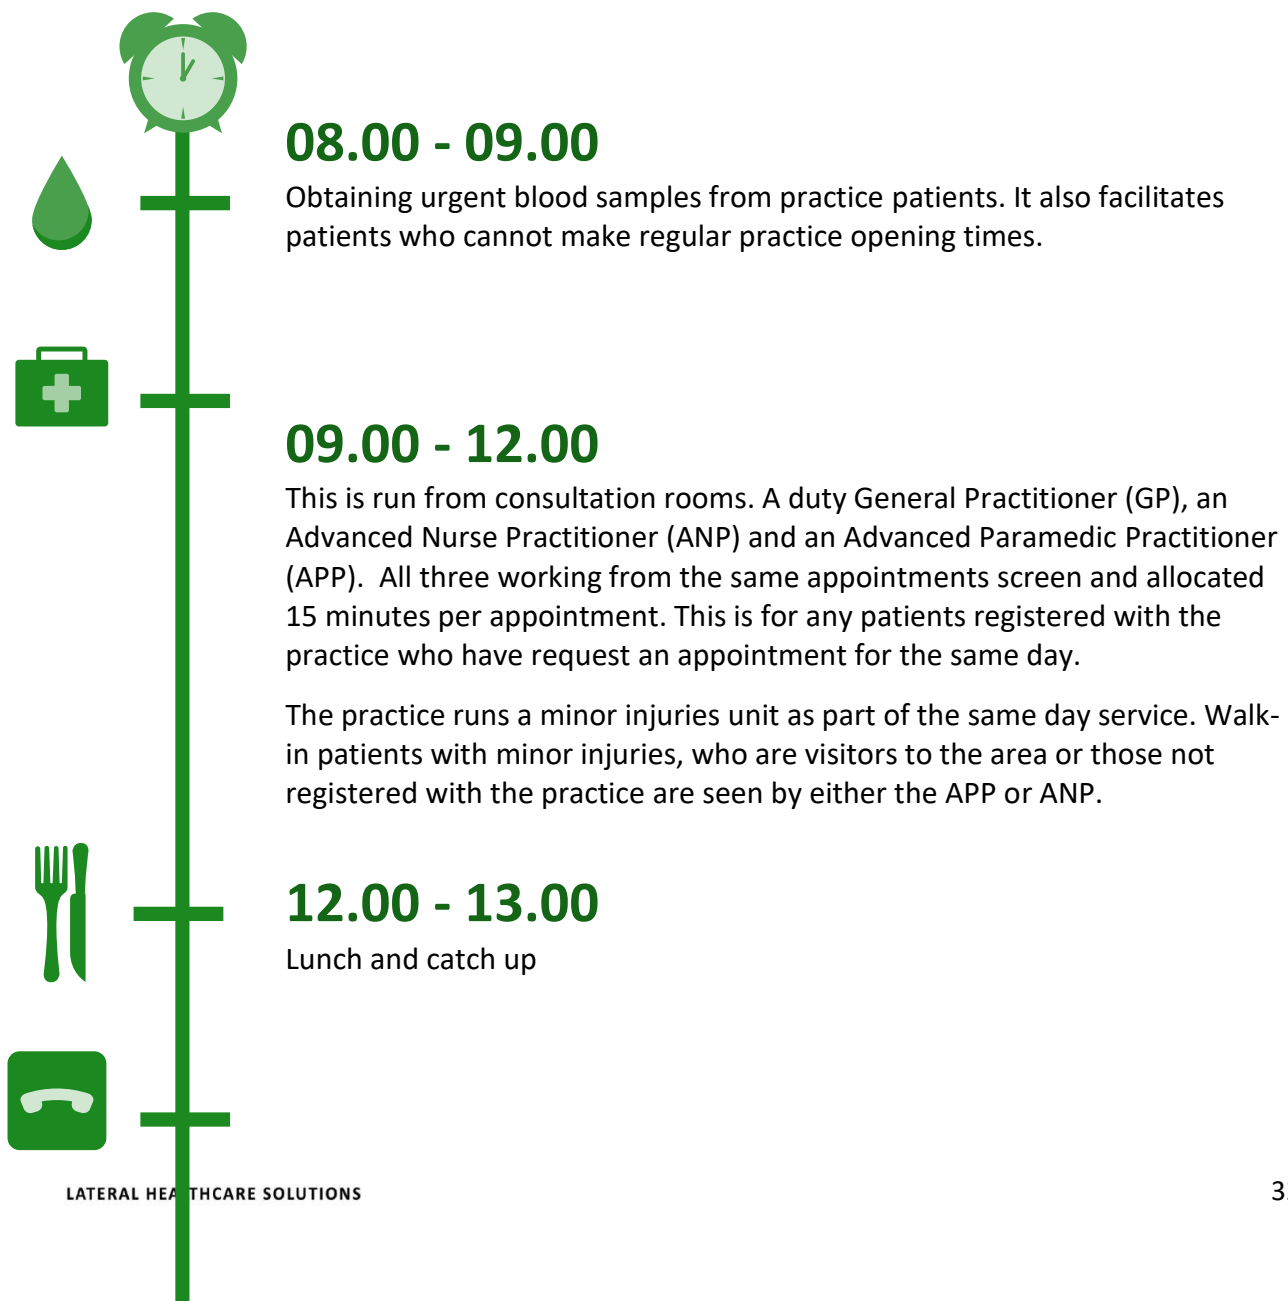 08.00 - 09.00
Obtaining urgent blood samples from practice patients. It also facilitates
patients who cannot make regular practice opening times.
09.00 - 12.00
This is run from consultation rooms. A duty General Practitioner (GP), an
Advanced Nurse Practitioner (ANP) and an Advanced Paramedic Practitioner
(APP).  All three working from the same appointments screen and allocated
15 minutes per appointment. This is for any patients registered with the
practice who have request an appointment for the same day.
The practice runs a minor injuries unit as part of the same day service. Walk-
in patients with minor injuries, who are visitors to the area or those not
registered with the practice are seen by either the APP or ANP.
12.00 - 13.00
Lunch and catch up
LATERAL HEALTHCARE SOLUTIONS